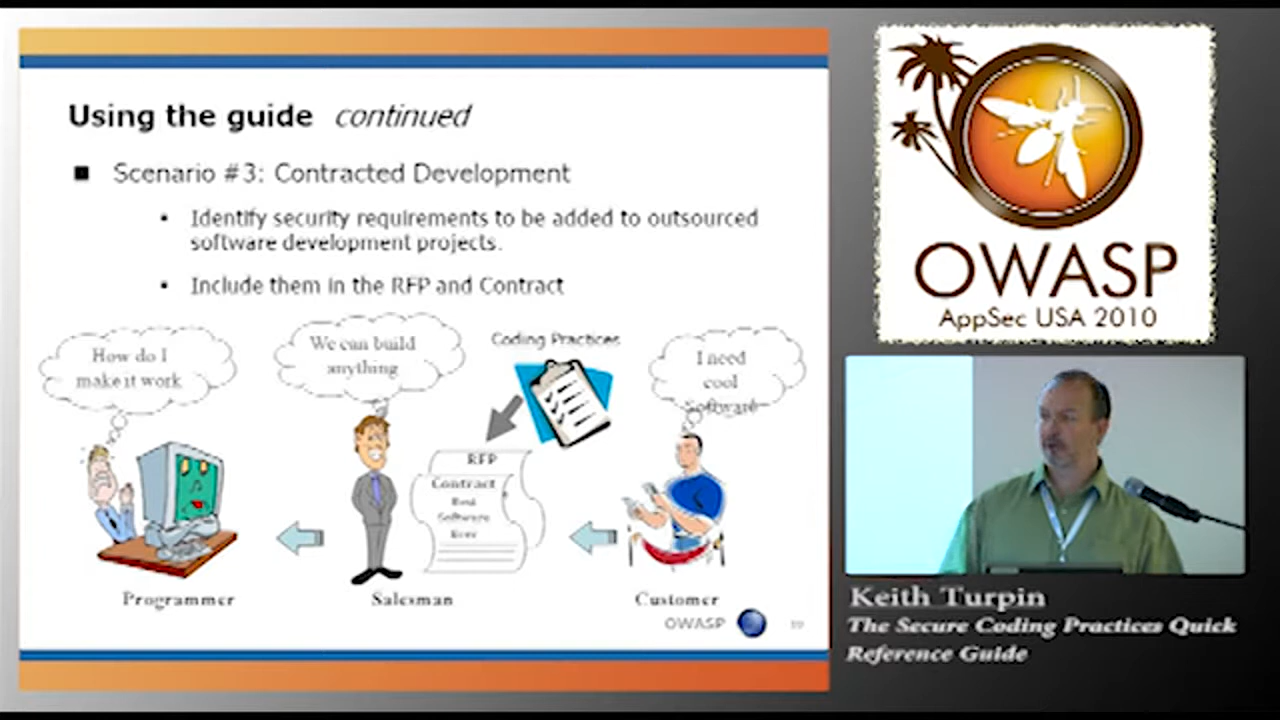 Using the guide continued
■ Scenario #3: Contracted Development
• Identify security requirements to be added to outsourced
software development projects.
• Include them in the RFP and Contract
How do I
make it work
We can build
anything
Coding Practices
I need
cool
Software
RFP
Contract
Best
Software
Ever
Programmer
Salesman
Customer
OWASP
OWASP
AppSec USA 2010
Keith Turpin
The Secure Coding Practices Quick
Reference Guide